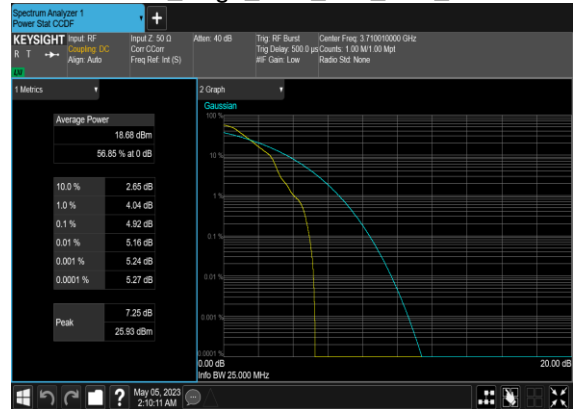 Spectrum Analyzer 1
Power Stat CCDF
+
KEYSIGHT
R T
LW
Input: RF
Coupling: DC
Align: Auto
Input Z: 50 Ω
Corr CCorr
Freq Ref: Int (S)
Atten: 40 dB
Trig: RF Burst
Trig Delay: 500.0 µs
#IF Gain: Low
Center Freq: 3.710010000 GHz
Counts: 1.00 M/1.00 Mpt
Radio Std: None
1 Metrics
Average Power
18.68 dBm
56.85 % at 0 dB
10.0 % 2.65 dB
1.0 % 4.04 dB
0.1 % 4.92 dB
0.01 % 5.16 dB
0.001 % 5.24 dB
0.0001 % 5.27 dB
Peak
7.25 dB
25.93 dBm
2 Graph
Gaussian
100 %
10 %
1 %
0.1 %
0.01 %
0.001 %
0.0001 %
0.00 dB 20.00 dB
Info BW 25.000 MHz
?
May 05, 2023
2:10:11 AM